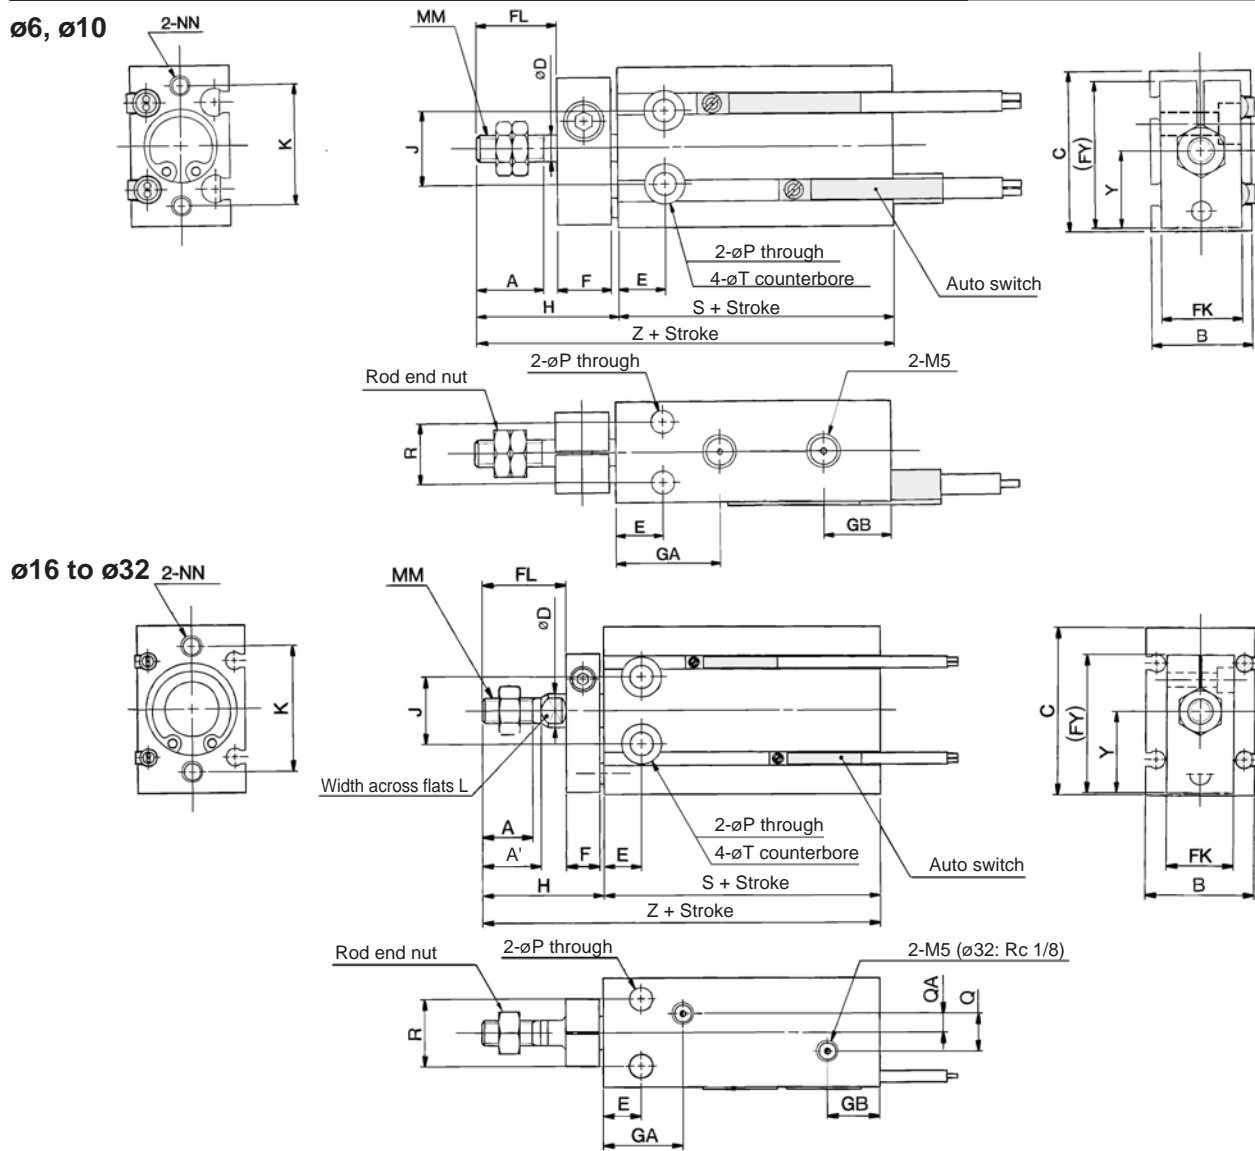 ø6, ø10
2-NN
K
MM
FL
øD
J
A
F
E
H
S + Stroke
Z + Stroke
2-øP through
4-øT counterbore
Auto switch
C
(FY)
Y
FK
B
Rod end nut
2-øP through
2-M5
R
E
GA
GB
ø16 to ø32
2-NN
K
MM
FL
øD
J
Width across flats L
A
A'
F
E
H
S + Stroke
Z + Stroke
2-øP through
4-øT counterbore
Auto switch
C
(FY)
Y
FK
B
Rod end nut
2-øP through
2-M5 (ø32: Rc 1/8)
QA
Q
R
E
GA
GB